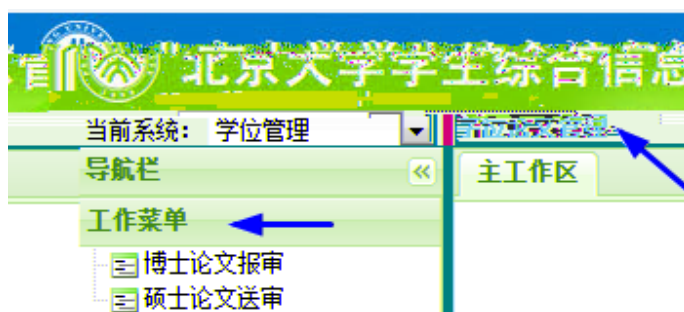 北京大学学生综合信息
当前系统： 学位管理
导航栏
主工作区
工作菜单
博士论文报审
硕士论文送审